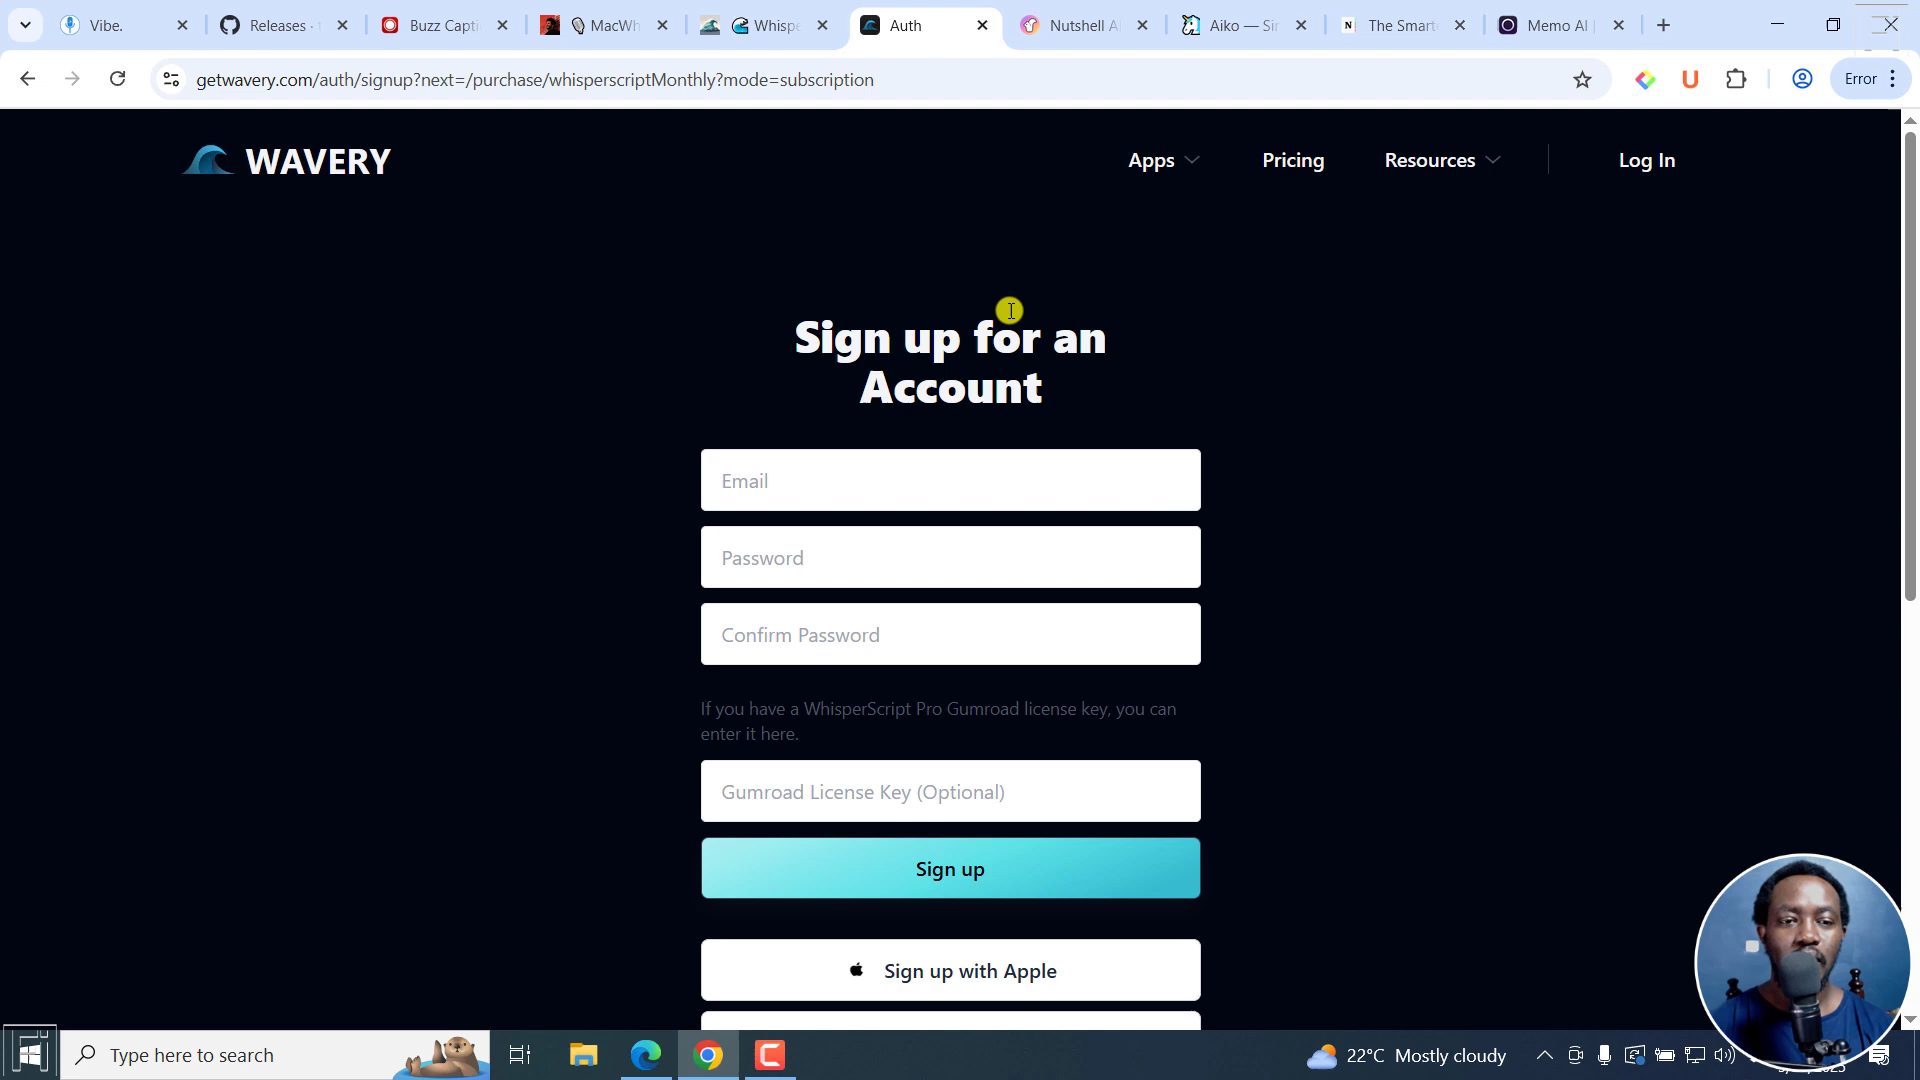 Vibe.
Releases · t
Buzz Capti
MacWh
Whispe
Auth
Nutshell A
Aiko — Sir
N
The Smarte
Memo AI |
getwavery.com/auth/signup?next=/purchase/whisperscriptMonthly?mode=subscription
Error
WAVERY
Apps
Pricing
Resources
Log In
Sign up for an
Account
Email
Password
Confirm Password
If you have a WhisperScript Pro Gumroad license key, you can
enter it here.
Gumroad License Key (Optional)
Sign up
Sign up with Apple
Type here to search
22°C Mostly cloudy